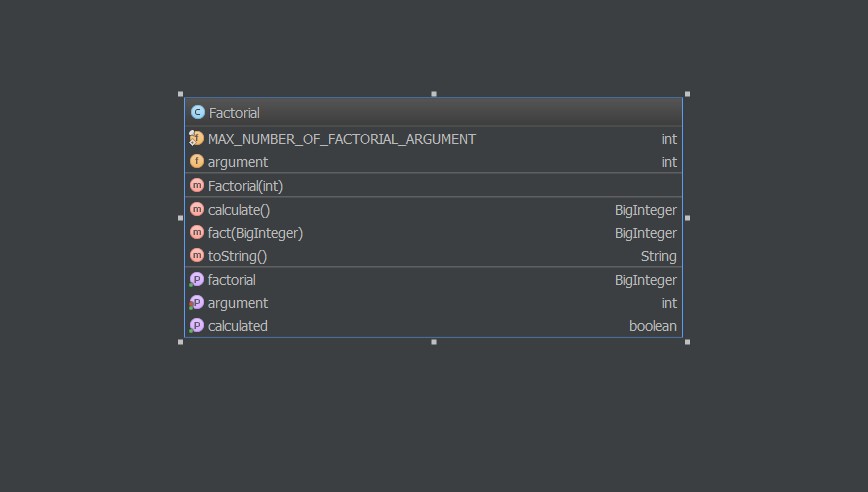 Factorial
MAX_NUMBER_OF_FACTORIAL_ARGUMENT int
argument int
Factorial(int)
calculate() BigInteger
fact(BigInteger) BigInteger
toString() String
factorial BigInteger
argument int
calculated boolean